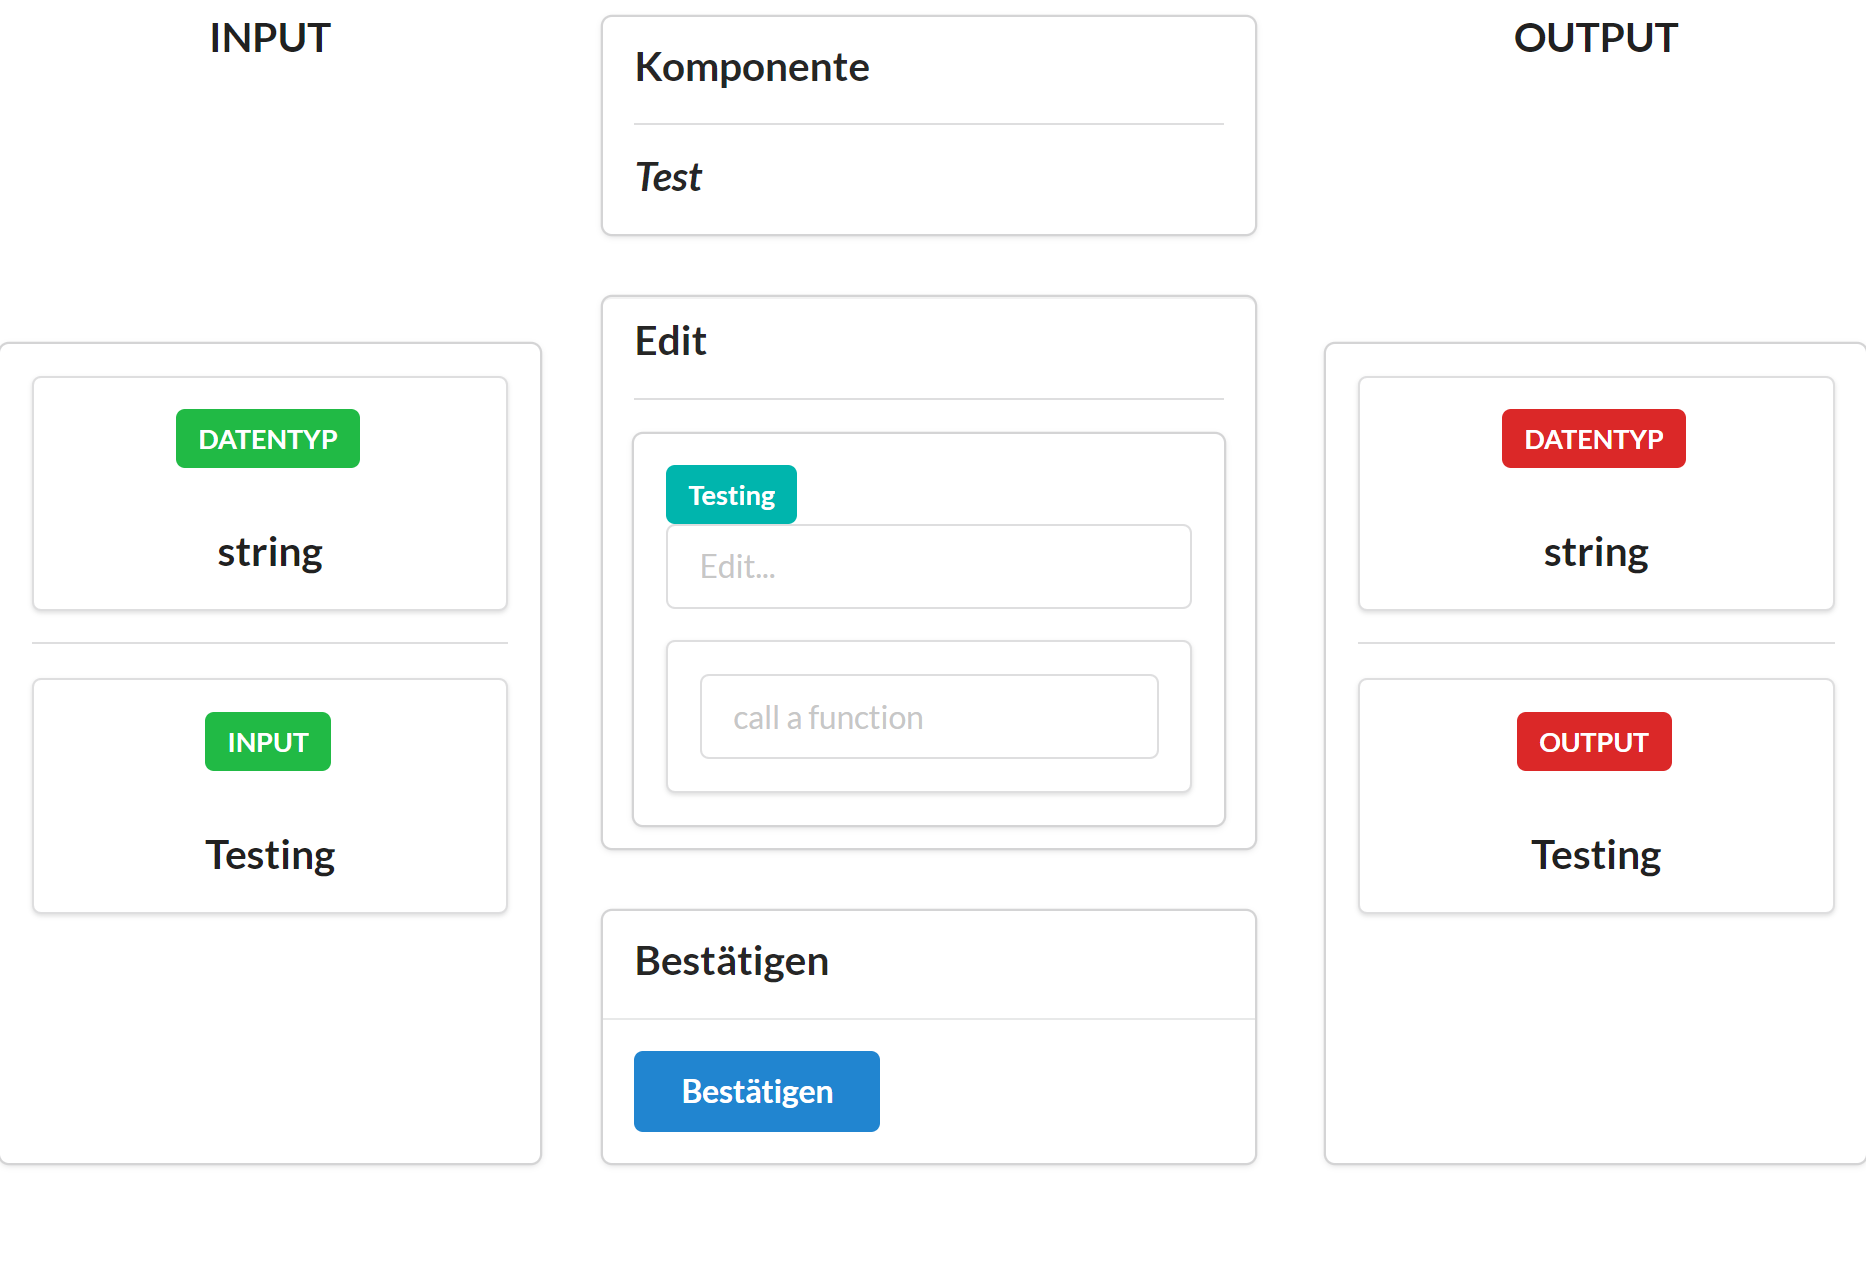 INPUT
DATENTYP
string
INPUT
Testing
Komponente
Test
Edit
Testing
Edit...
call a function
Bestätigen
Bestätigen
OUTPUT
DATENTYP
string
OUTPUT
Testing